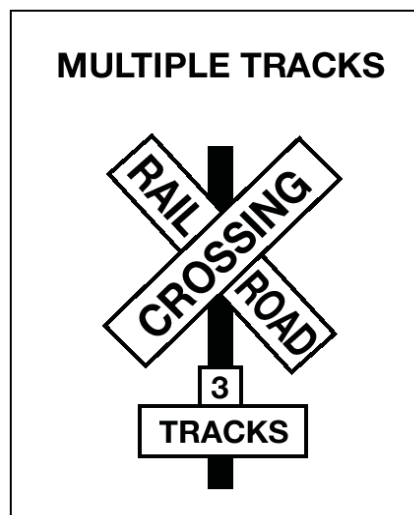 MULTIPLE TRACKS
RAIL
CROSSING
ROAD
3
TRACKS